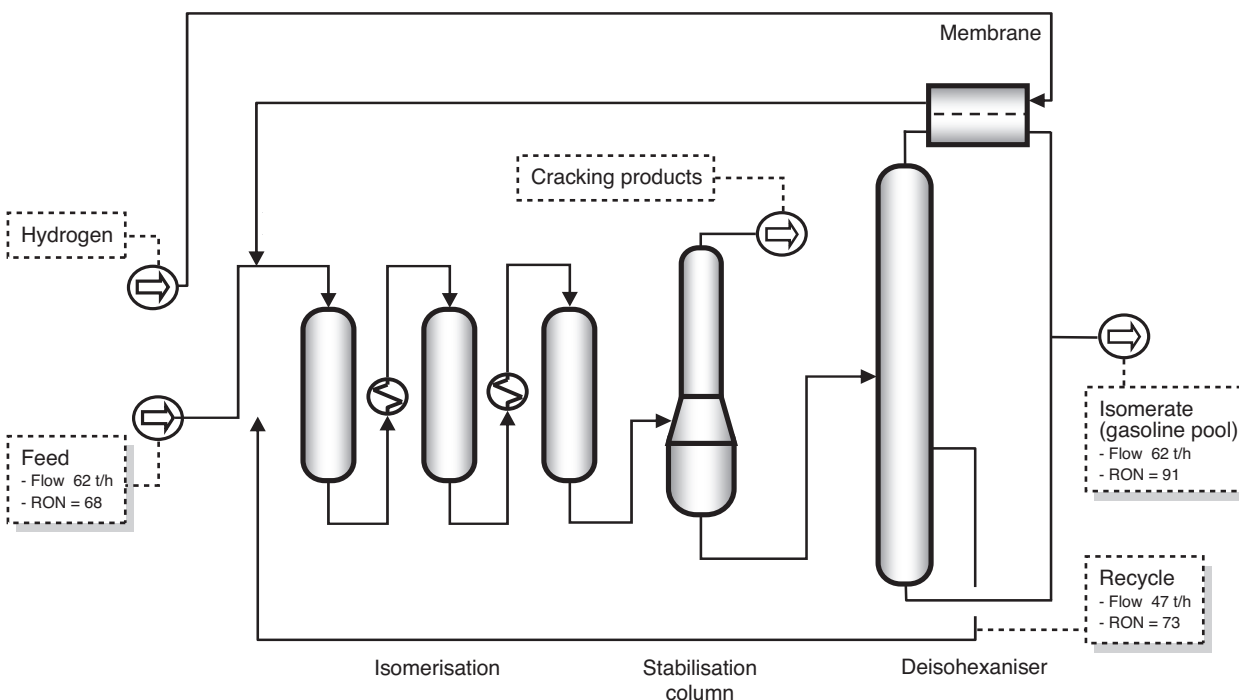 Membrane
Cracking products
Hydrogen
Feed
- Flow 62 t/h
- RON = 68
Isomerate
(gasoline pool)
- Flow 62 t/h
- RON = 91
Recycle
- Flow 47 t/h
- RON = 73
Isomerisation
Stabilisation
column
Deisohexaniser